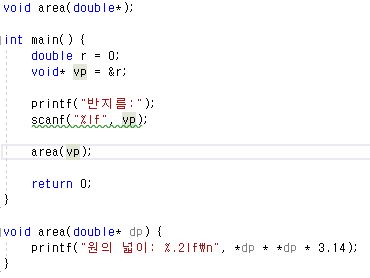 void area(double*);
int main() {
double r = 0;
void* vp = &r;
printf("반지름:");
scanf("%lf", vp);
area(vp);
return 0;
}
void area(double* dp) {
printf("원의 넓이: %.2lf₩n", *dp * *dp * 3.14);
}